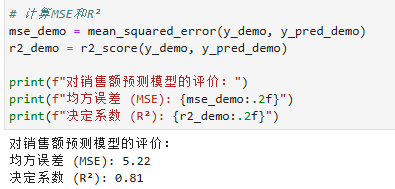 # 计算MSE和R²
mse_demo = mean_squared_error(y_demo, y_pred_demo)
r2_demo = r2_score(y_demo, y_pred_demo)
print(f"对销售额预测模型的评价: ")
print(f"均方误差 (MSE): {mse_demo:.2f}")
print(f"决定系数 (R²): {r2_demo:.2f}")
对销售额预测模型的评价:
均方误差 (MSE): 5.22
决定系数 (R²): 0.81